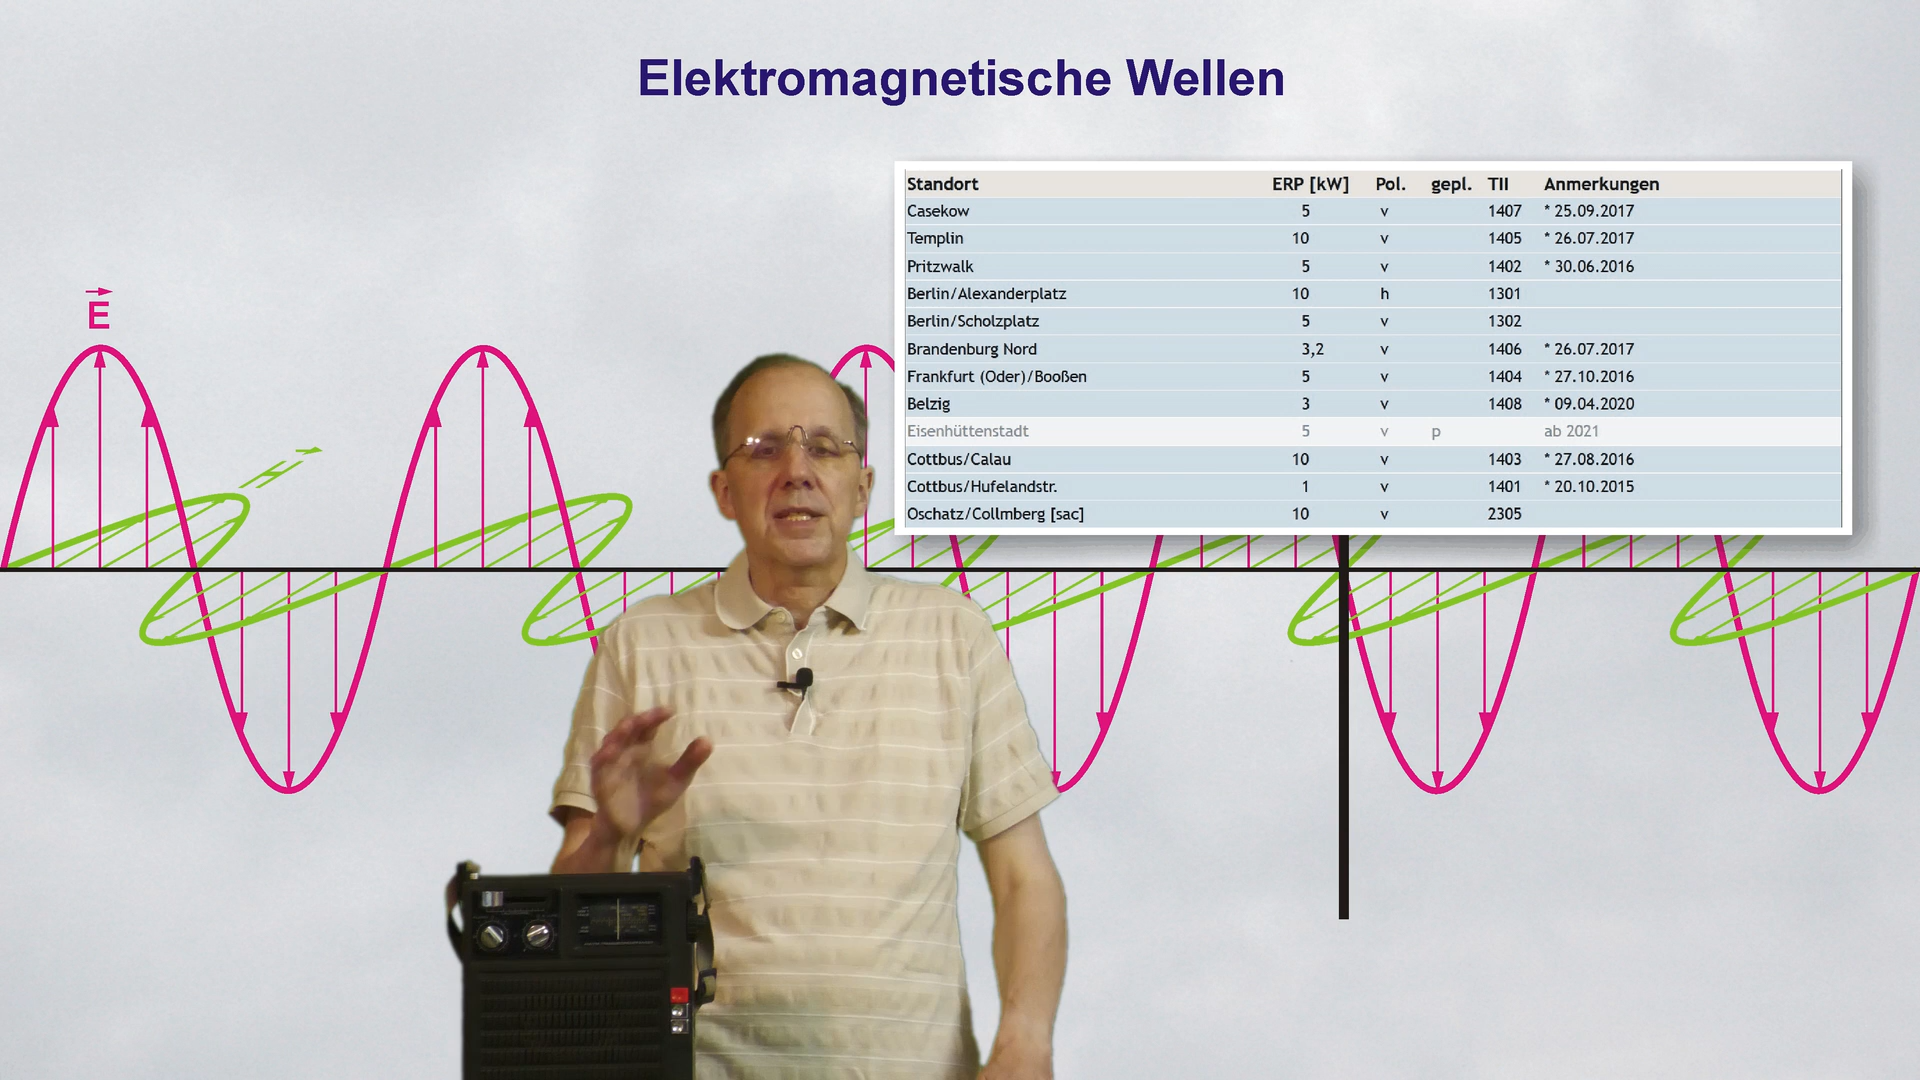 Elektromagnetische Wellen
Standort ERP [kW] Pol. gepl. TII Anmerkungen
Casekow 5 v 1407 * 25.09.2017
Templin 10 v 1405 * 26.07.2017
Pritzwalk 5 v 1402 * 30.06.2016
Berlin/Alexanderplatz 10 h 1301
Berlin/Scholzplatz 5 v 1302
Brandenburg Nord 3,2 v 1406 * 26.07.2017
Frankfurt (Oder)/Booßen 5 v 1404 * 27.10.2016
Belzig 3 v 1408 * 09.04.2020
Eisenhüttenstadt 5 v p ab 2021
Cottbus/Calau 10 v 1403 * 27.08.2016
Cottbus/Hufelandstr. 1 v 1401 * 20.10.2015
Oschatz/Collmberg [sac] 10 v 2305
E
H